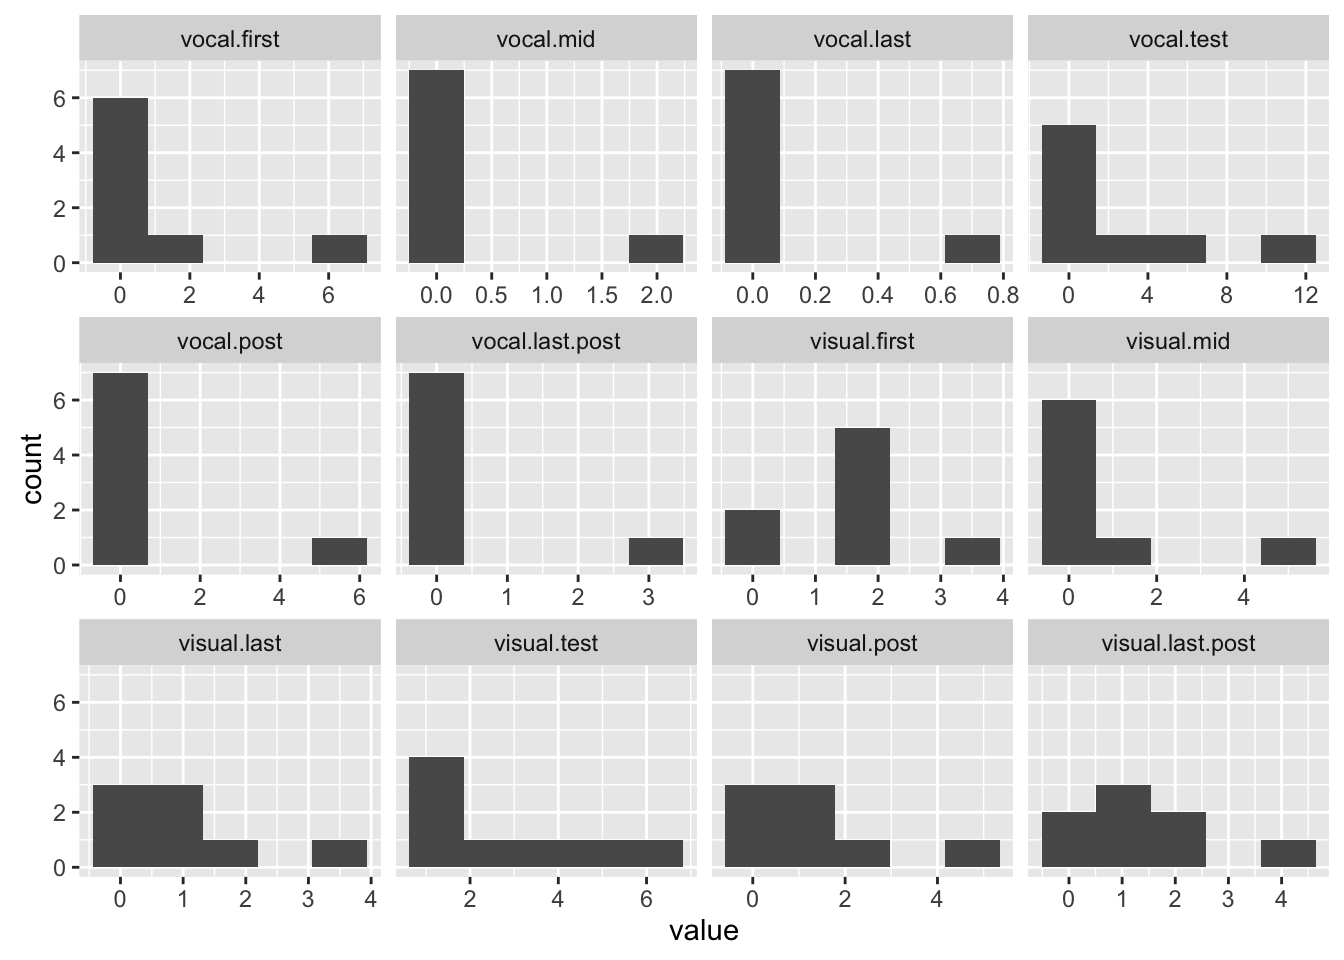 vocal.first vocal.mid vocal.last vocal.test
6
4
2
0
0 2 4 6 0.0 0.5 1.0 1.5 2.0 0.0 0.2 0.4 0.6 0.8 0 4 8 12
vocal.post vocal.last.post visual.first visual.mid
6
4
2
0
0 2 4 6 0 1 2 3 0 1 2 3 4 0 2 4
visual.last visual.test visual.post visual.last.post
6
4
2
0
0 1 2 3 4 2 4 6 0 2 4 0 1 2 3 4
count
value